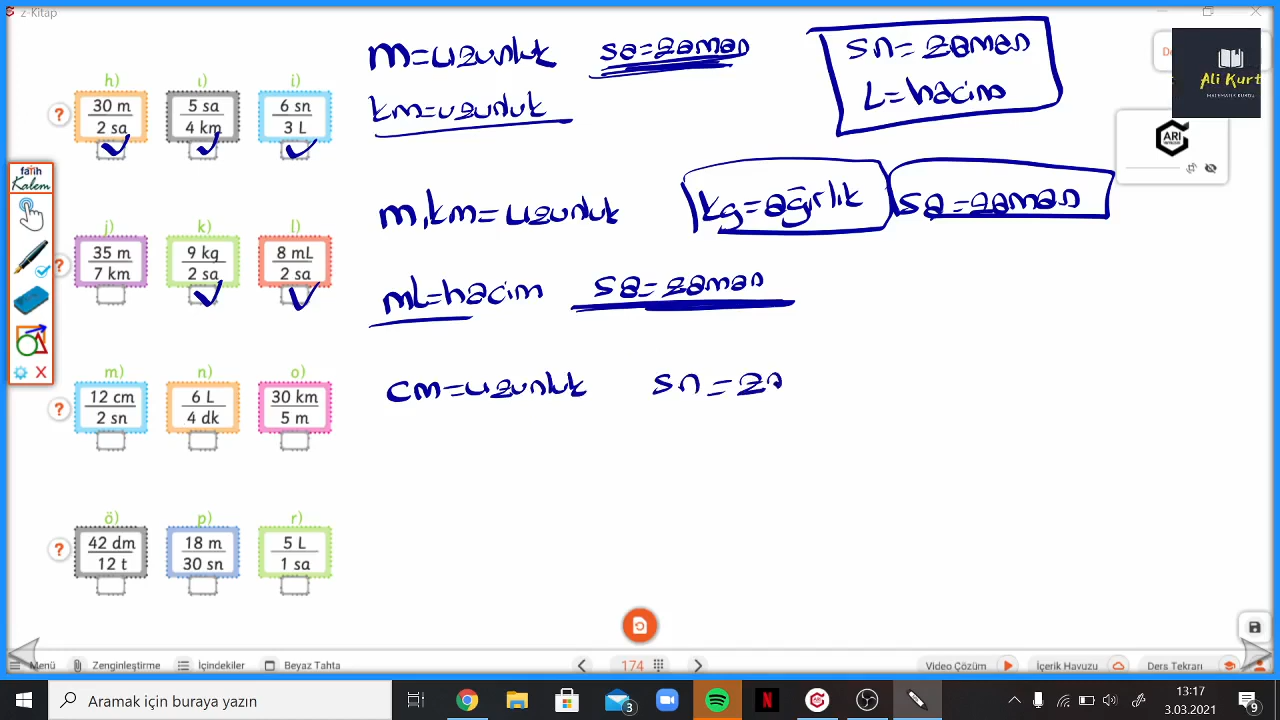 z-Kitap
m=uzunluk sa=zaman sn=zaman
L=hacim
km=uzunluk
Ali Kurt
MATEMATİK KURDU
ARI
h) ı) i)
? 30 m 5 sa 6 sn
2 sa 4 km 3 L
fatih
Kalem
m,km=uzunluk kg=ağırlık sa=zaman
j) k) l)
? 35 m 9 kg 8 mL
7 km 2 sa 2 sa
mL=hacim sa=zaman
m) n) o)
? 12 cm 6 L 30 km
2 sn 4 dk 5 m
cm=uzunluk sn=za
ö) p) r)
? 42 dm 18 m 5 L
12 t 30 sn 1 sa
Menü Zenginleştirme İçindekiler Beyaz Tahta 174 Video Çözüm İçerik Havuzu Ders Tekrarı
Aramak için buraya yazın 3 13:17
3.03.2021 9